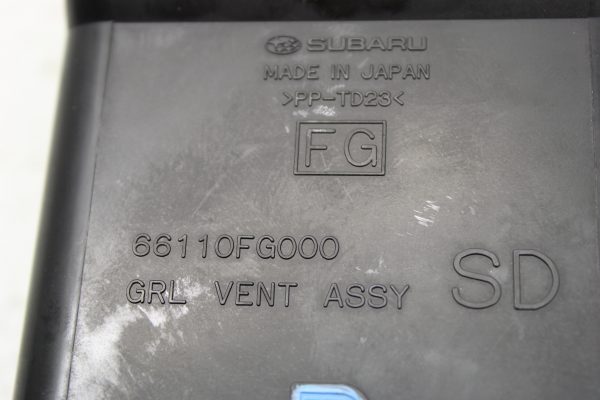 SUBARU
MADE IN JAPAN
>PP-TD23<
FG
66110FG000
GRL VENT ASSY SD